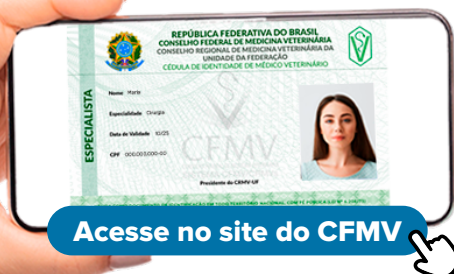 REPÚBLICA FEDERATIVA DO BRASIL
CONSELHO FEDERAL DE MEDICINA VETERINÁRIA
CONSELHO REGIONAL DE MEDICINA VETERINÁRIA DA
UNIDADE DA FEDERAÇÃO
CÉDULA DE IDENTIDADE DE MÉDICO VETERINÁRIO
ESPECIALISTA
Nome Maria
Especialidade Cirurgia
Data de Validade 10/25
CPF 000.000.000-00
CFMV
Presidente do CRMV-UF
Acesse no site do CFMV